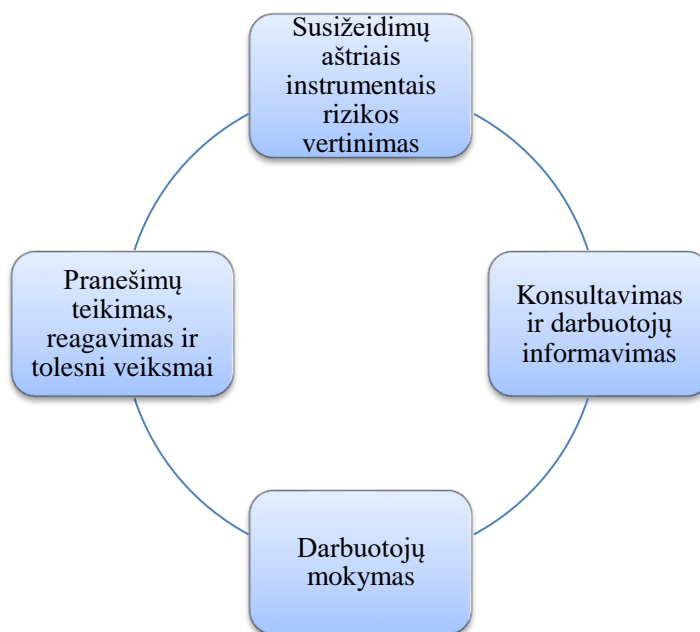 Susižeidimų
aštriais
instrumentais
rizikos
vertinimas
Konsultavimas
ir darbuotojų
informavimas
Darbuotojų
mokymas
Pranešimų
teikimas,
reagavimas ir
tolesni veiksmai